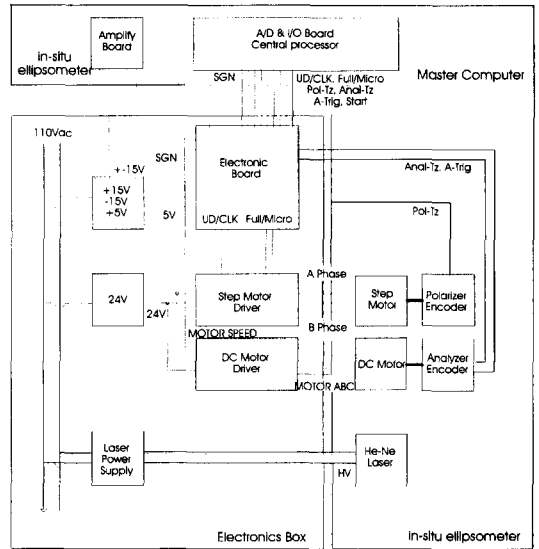 Amplify
Board
in-situ
ellipsometer
A/D & I/O Board
Central processor
Master Computer
SGN
UD/CLK, Full/Micro
Pol-Tz, Anal-Tz
A-Trig, Start
110Vac
+-15V
+15V
-15V
+5V
SGN
5V
Electronic
Board
UD/CLK Full/Micro
Anal-Tz, A-Trig
Pol-Tz
24V
24V
Step Motor
Driver
A Phase
B Phase
Step
Motor
Polarizer
Encoder
MOTOR SPEED
DC Motor
Driver
MOTOR ABC
DC Motor
Analyzer
Encoder
Laser
Power
Supply
HV
He-Ne
Laser
Electronics Box
in-situ ellipsometer